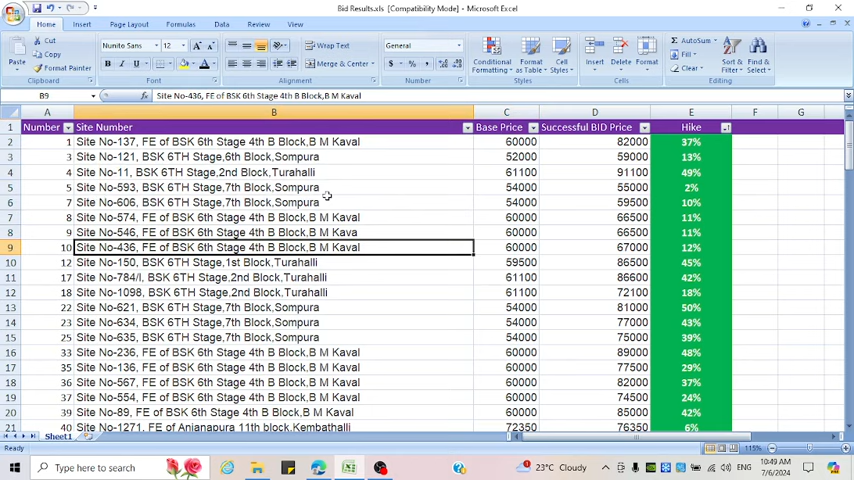 Bid Results.xls [Compatibility Mode] - Microsoft Excel
Home Insert Page Layout Formulas Data Review View
Paste
Cut
Copy
Format Painter
Clipboard
Nunito Sans 12
B I U
Font
Wrap Text
Merge & Center
Alignment
General
$ % ,
Number
Conditional Formatting
Format as Table
Cell Styles
Styles
Insert Delete Format
Cells
AutoSum
Fill
Clear
B9 Site No-436, FE of BSK 6th Stage 4th B Block,B M Kaval
A B C D E F G
1 Number Site Number Base Price Successful BID Price Hike
2 1 Site No-137, FE of BSK 6th Stage 4th B Block,B M Kaval 60000 82000 37%
3 3 Site No-121, BSK 6TH Stage,6th Block,Sompura 52000 59000 13%
4 4 Site No-11, BSK 6TH Stage,2nd Block,Turahalli 61100 91100 49%
5 5 Site No-593, BSK 6TH Stage,7th Block,Sompura 54000 55000 2%
6 7 Site No-606, BSK 6TH Stage,7th Block,Sompura 54000 59500 10%
7 8 Site No-574, FE of BSK 6th Stage 4th B Block,B M Kaval 60000 66500 11%
8 9 Site No-546, FE of BSK 6th Stage 4th B Block,B M Kava 60000 66500 11%
9 10 Site No-436, FE of BSK 6th Stage 4th B Block,B M Kaval 60000 67000 12%
10 12 Site No-150, BSK 6TH Stage,1st Block,Turahalli 59500 86500 45%
11 17 Site No-784/I, BSK 6TH Stage,2nd Block,Turahalli 61100 86600 42%
12 18 Site No-1098, BSK 6TH Stage,2nd Block,Turahalli 61100 72100 18%
13 22 Site No-621, BSK 6TH Stage,7th Block,Sompura 54000 81000 50%
14 23 Site No-634, BSK 6TH Stage,7th Block,Sompura 54000 77000 43%
15 25 Site No-635, BSK 6TH Stage,7th Block,Sompura 54000 75000 39%
16 33 Site No-236, FE of BSK 6th Stage 4th B Block,B M Kaval 60000 89000 48%
17 35 Site No-136, FE of BSK 6th Stage 4th B Block,B M Kaval 60000 77500 29%
18 36 Site No-567, FE of BSK 6th Stage 4th B Block,B M Kaval 60000 82000 37%
19 37 Site No-554, FE of BSK 6th Stage 4th B Block,B M Kaval 60000 74500 24%
20 39 Site No-89, FE of BSK 6th Stage 4th B Block,B M Kaval 60000 85000 42%
21 40 Site No-1271, FE of Anjanapura 11th block,Kembathalli 72350 76350 6%
Sheet1
Ready 115%
Type here to search
23°C Cloudy
ENG
10:49 AM
7/6/2024